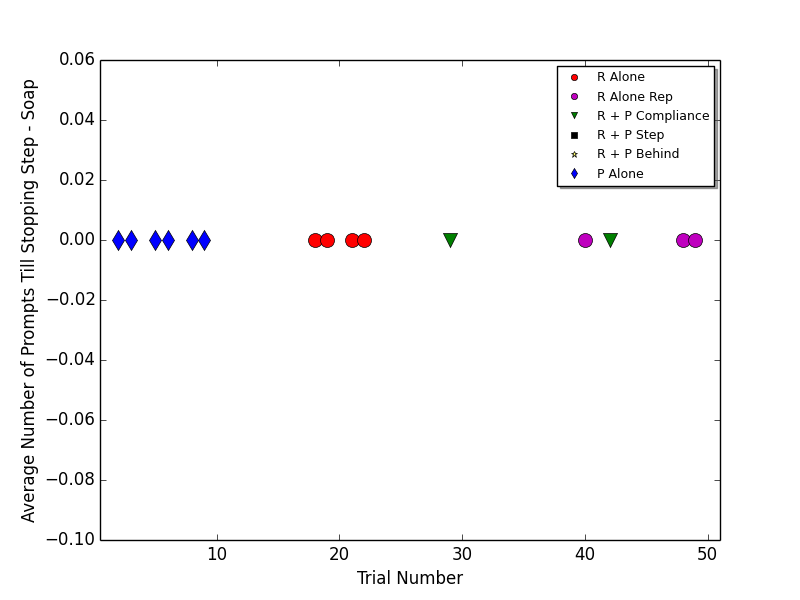 0.06
0.04
0.02
0.00
−0.02
−0.04
−0.06
−0.08
−0.10
Average Number of Prompts Till Stopping Step - Soap
R Alone
R Alone Rep
R + P Compliance
R + P Step
R + P Behind
P Alone
10 20 30 40 50
Trial Number